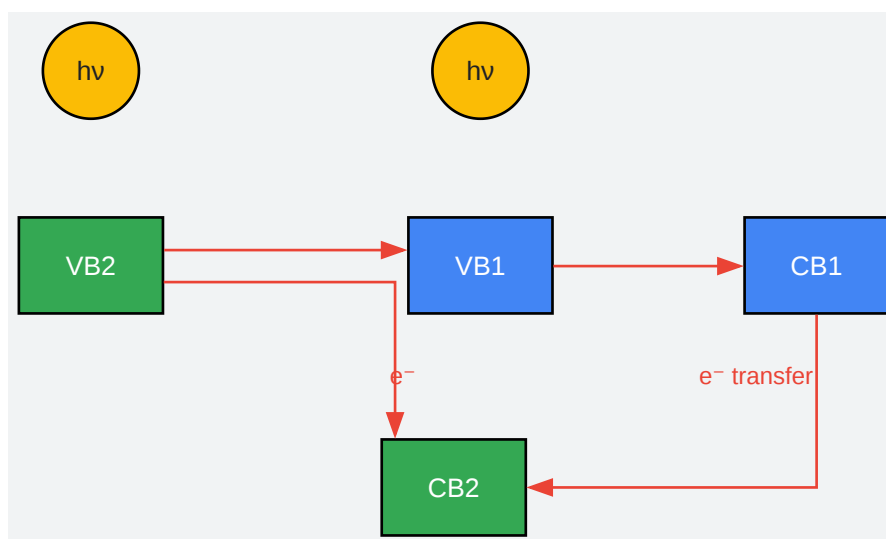 hν
hν
VB2
VB1
CB1
e⁻
e⁻ transfer
CB2